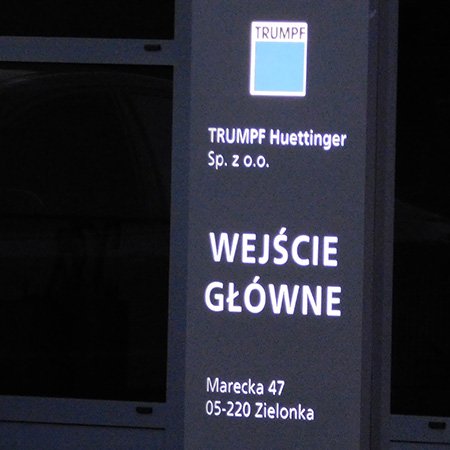 TRUMPF
TRUMPF Huettinger
Sp. z o.o.
WEJŚCIE
GŁÓWNE
Marecka 47
05-220 Zielonka